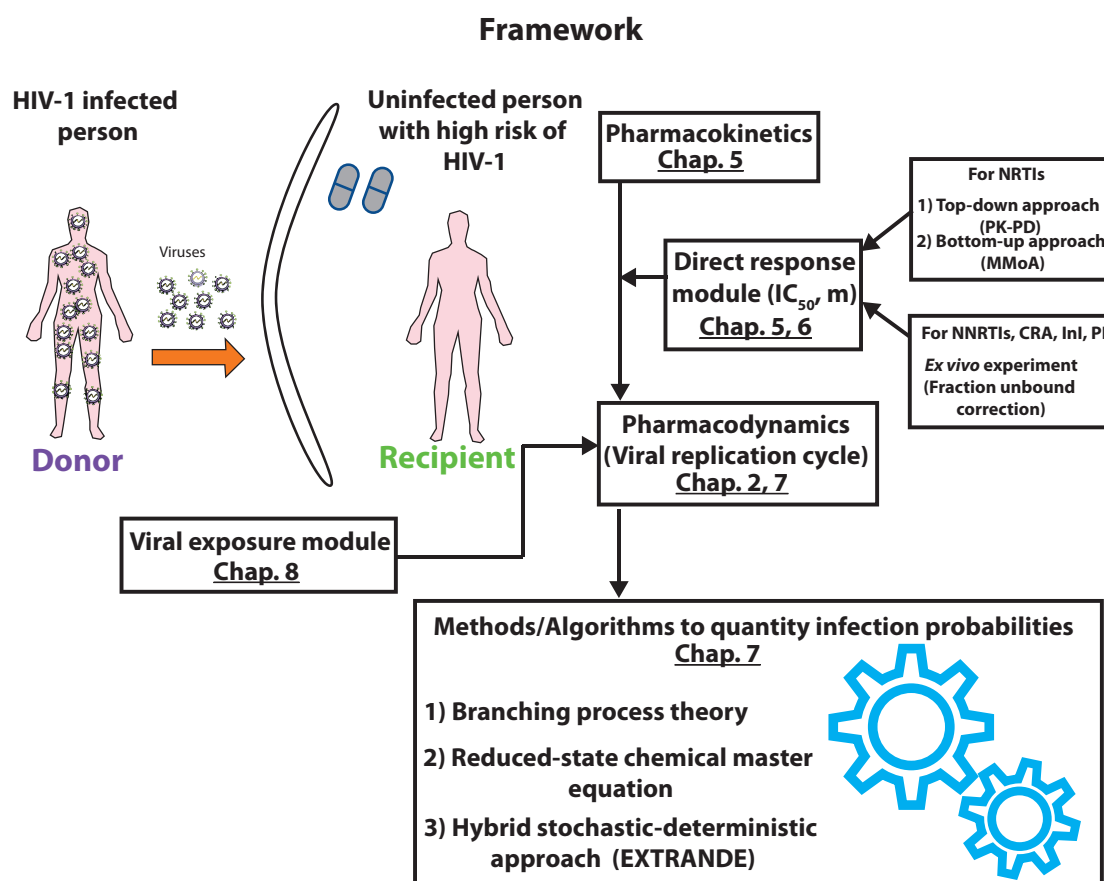 Framework
HIV-1 infected
person
Uninfected person
with high risk of
HIV-1
Viruses
Donor
Recipient
Pharmacokinetics
Chap. 5
Direct response
module (IC50, m)
Chap. 5, 6
For NRTIs
1) Top-down approach
(PK-PD)
2) Bottom-up approach
(MMoA)
For NNRTIs, CRA, InI, PI
Ex vivo experiment
(Fraction unbound
correction)
Pharmacodynamics
(Viral replication cycle)
Chap. 2, 7
Viral exposure module
Chap. 8
Methods/Algorithms to quantity infection probabilities
Chap. 7
1) Branching process theory
2) Reduced-state chemical master
equation
3) Hybrid stochastic-deterministic
approach (EXTRANDE)